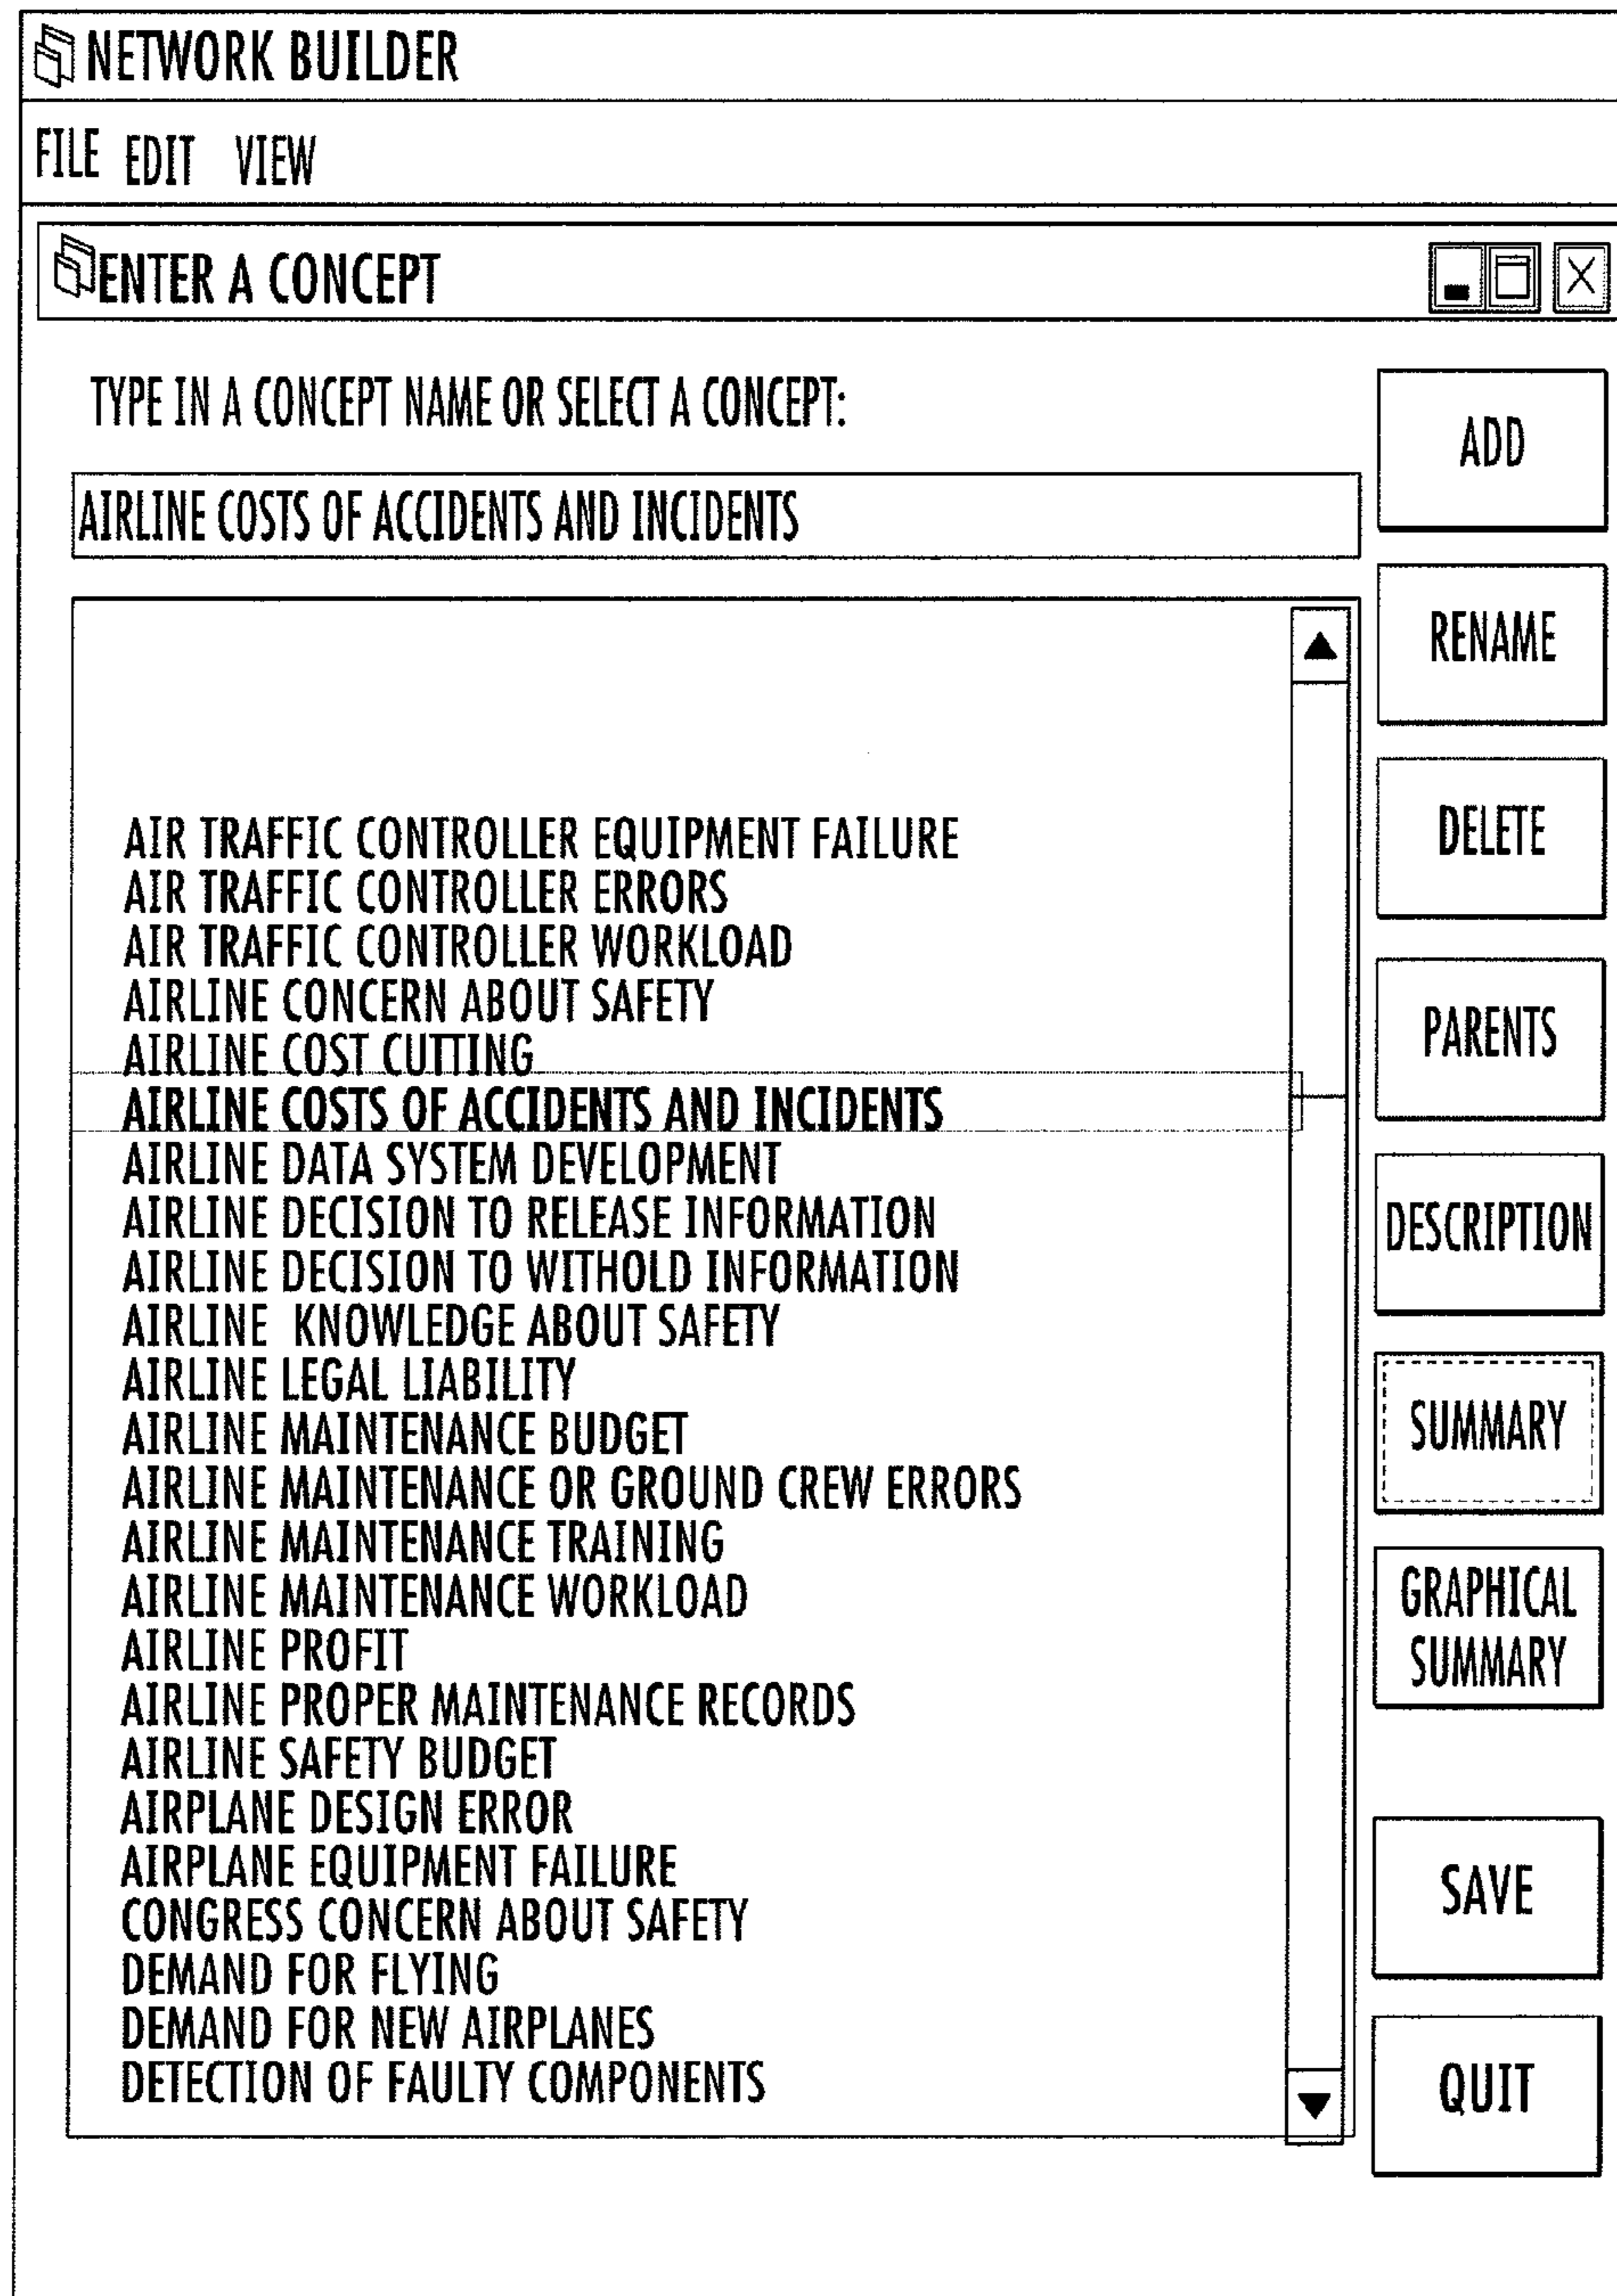 NETWORK BUILDER
FILE EDIT VIEW
ENTER A CONCEPT
TYPE IN A CONCEPT NAME OR SELECT A CONCEPT:
AIRLINE COSTS OF ACCIDENTS AND INCIDENTS
AIR TRAFFIC CONTROLLER EQUIPMENT FAILURE
AIR TRAFFIC CONTROLLER ERRORS
AIR TRAFFIC CONTROLLER WORKLOAD
AIRLINE CONCERN ABOUT SAFETY
AIRLINE COST CUTTING
AIRLINE COSTS OF ACCIDENTS AND INCIDENTS
AIRLINE DATA SYSTEM DEVELOPMENT
AIRLINE DECISION TO RELEASE INFORMATION
AIRLINE DECISION TO WITHOLD INFORMATION
AIRLINE KNOWLEDGE ABOUT SAFETY
AIRLINE LEGAL LIABILITY
AIRLINE MAINTENANCE BUDGET
AIRLINE MAINTENANCE OR GROUND CREW ERRORS
AIRLINE MAINTENANCE TRAINING
AIRLINE MAINTENANCE WORKLOAD
AIRLINE PROFIT
AIRLINE PROPER MAINTENANCE RECORDS
AIRLINE SAFETY BUDGET
AIRPLANE DESIGN ERROR
AIRPLANE EQUIPMENT FAILURE
CONGRESS CONCERN ABOUT SAFETY
DEMAND FOR FLYING
DEMAND FOR NEW AIRPLANES
DETECTION OF FAULTY COMPONENTS
ADD
RENAME
DELETE
PARENTS
DESCRIPTION
SUMMARY
GRAPHICAL
SUMMARY
SAVE
QUIT